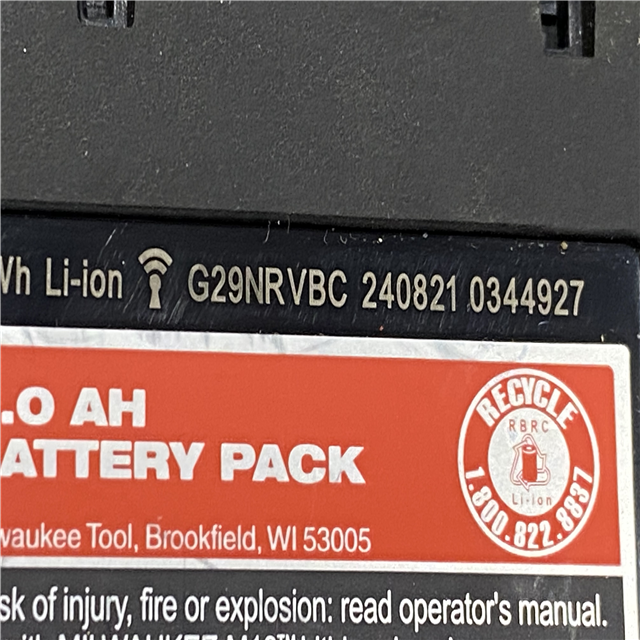 Wh Li-ion G29NRVBC 240821 0344927
.0 AH
ATTERY PACK
RECYCLE
RBRC
Li-ion
1.800.822.8837
waukee Tool, Brookfield, WI 53005
sk of injury, fire or explosion: read operator's manual.